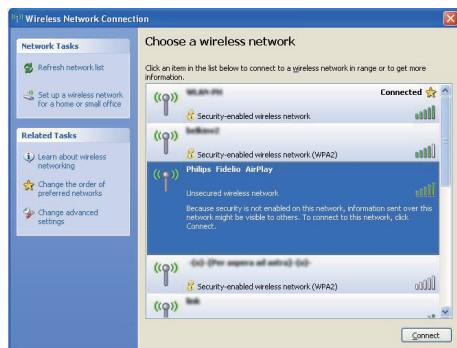 Wireless Network Connection
Network Tasks
Refresh network list
Set up a wireless network
for a home or small office
Related Tasks
Learn about wireless
networking
Change the order of
preferred networks
Change advanced
settings
Choose a wireless network
Click an item in the list below to connect to a wireless network in range or to get more
information.
Connected
Security-enabled wireless network
Security-enabled wireless network (WPA2)
Philips Fidelio AirPlay
Unsecured wireless network
Because security is not enabled on this network, information sent over this
network might be visible to others. To connect to this network, click
Connect.
Security-enabled wireless network (WPA2)
Connect